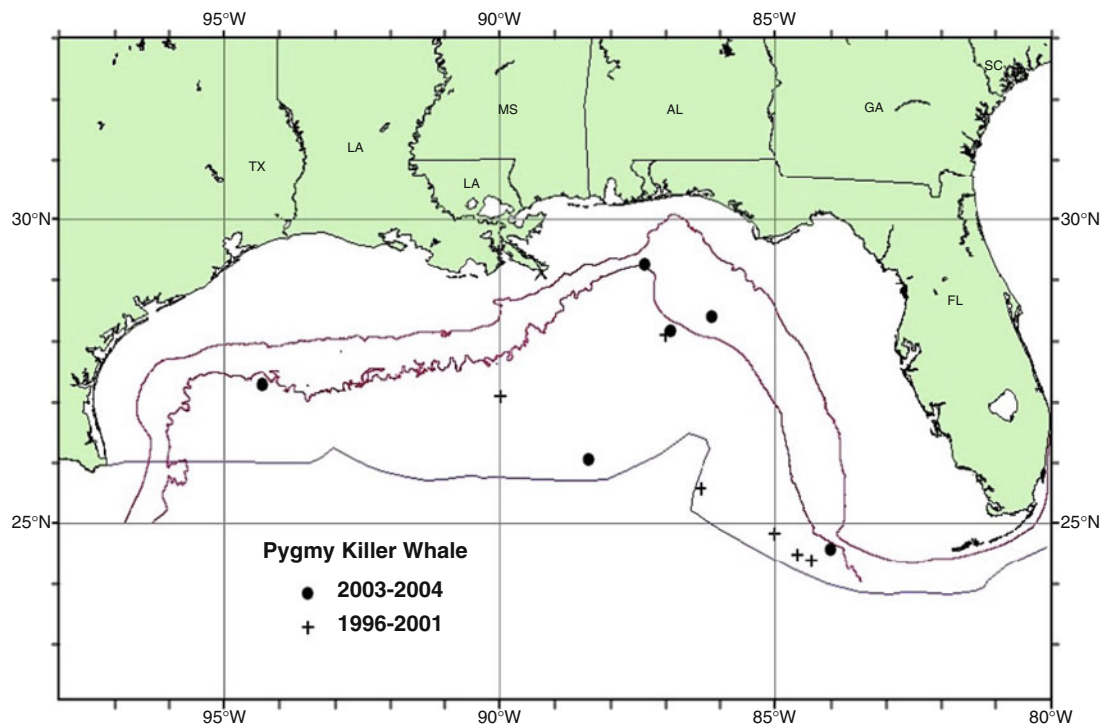 95°W 90°W 85°W
SC
MS AL GA
LA
TX
LA
30°N 30°N
FL
25°N 25°N
Pygmy Killer Whale
2003-2004
1996-2001
95°W 90°W 85°W 80°W